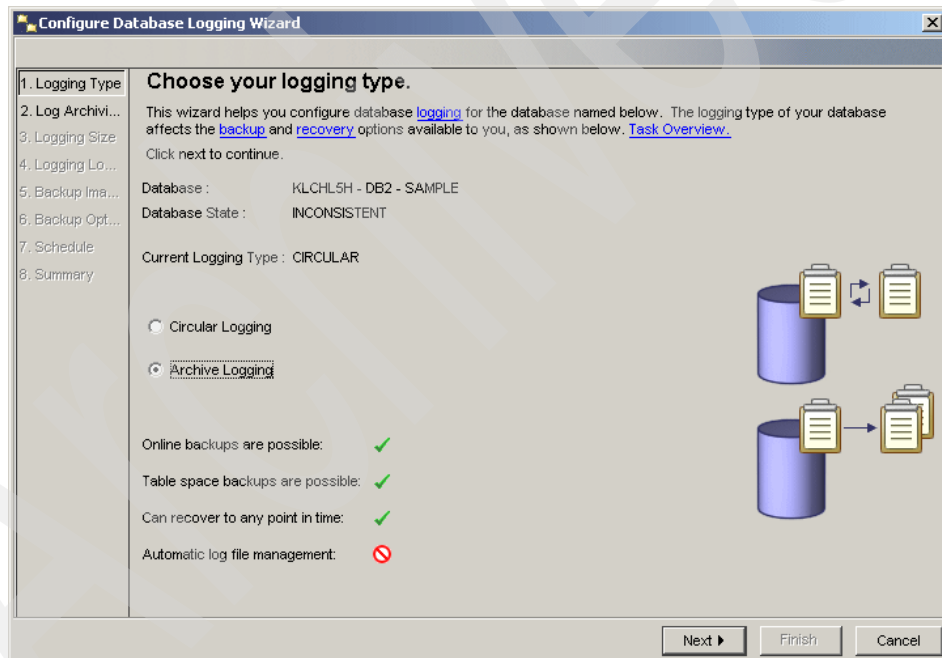 Configure Database Logging Wizard
1. Logging Type
2. Log Archivi...
3. Logging Size
4. Logging Lo...
5. Backup Ima...
6. Backup Opt...
7. Schedule
8. Summary
Choose your logging type.
This wizard helps you configure database logging for the database named below. The logging type of your database
affects the backup and recovery options available to you, as shown below. Task Overview.
Click next to continue.
Database : KLCHL5H - DB2 - SAMPLE
Database State : INCONSISTENT
Current Logging Type : CIRCULAR
Circular Logging
Archive Logging
Online backups are possible:
Table space backups are possible:
Can recover to any point in time:
Automatic log file management:
Next
Finish
Cancel